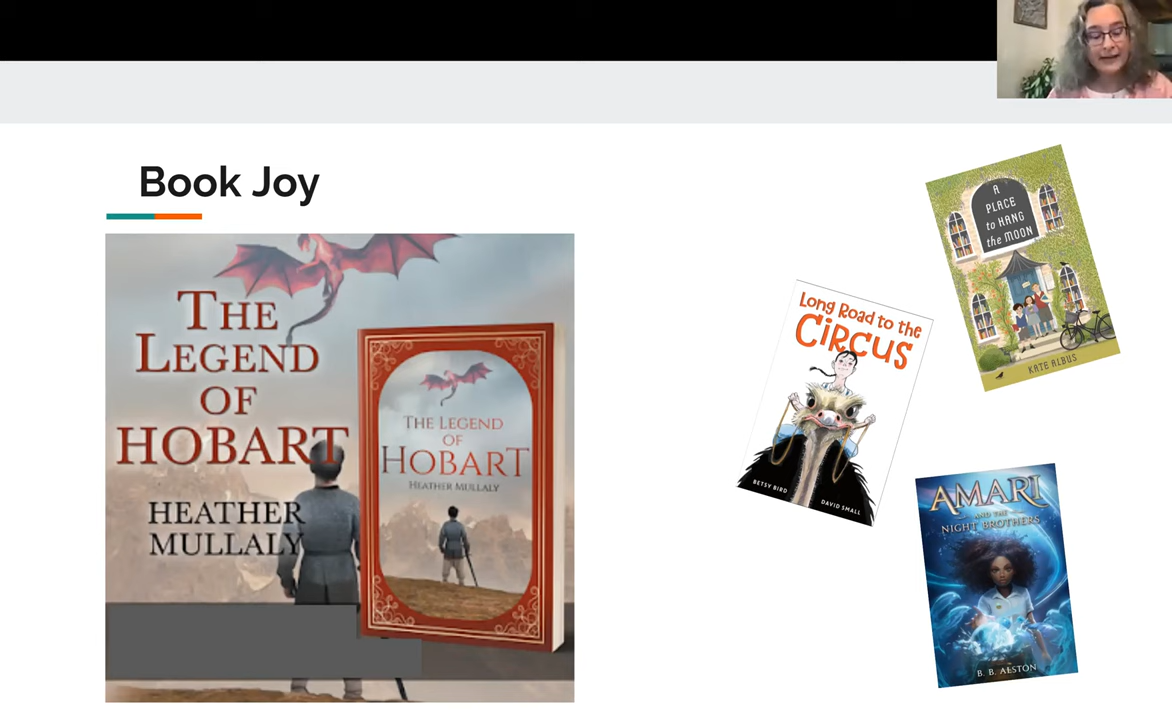 Book Joy
THE
LEGEND
OF
HOBART
HEATHER
MULLALY
THE LEGEND
OF
HOBART
HEATHER MULLALY
LONG ROAD to the
CiRCUS
BETSY BIRD
DAVID SMALL
A
PLACE
to HANG
the MOON
KATE ALBUS
AMARI
AND THE
NIGHT BROTHERS
B. B. ALSTON